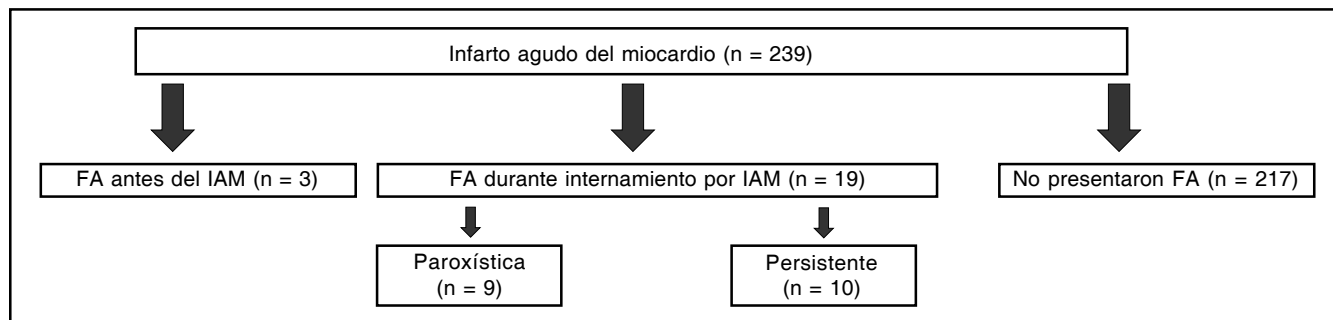 Infarto agudo del miocardio (n = 239)
FA antes del IAM (n = 3)
FA durante internamiento por IAM (n = 19)
No presentaron FA (n = 217)
Paroxística
(n = 9)
Persistente
(n = 10)